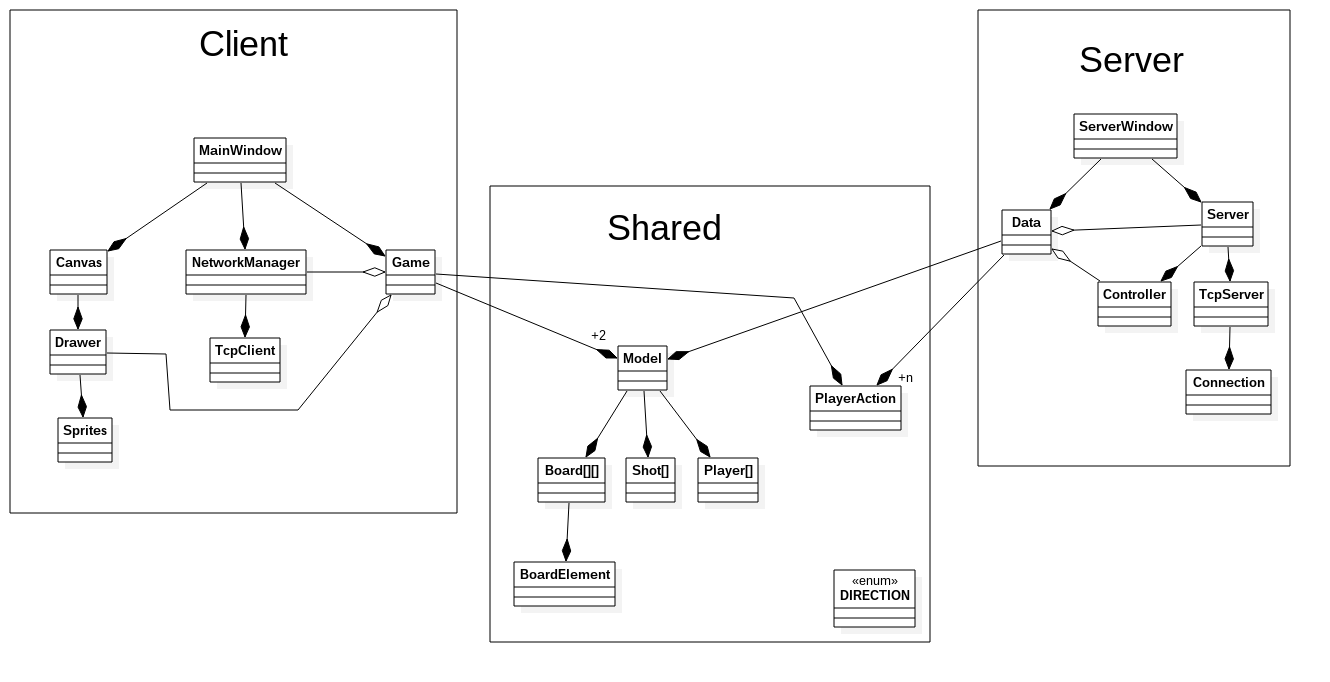 Client
MainWindow
Canvas
NetworkManager
Game
Drawer
TcpClient
Sprites
Shared
+2
Model
+n
PlayerAction
Board[][]
Shot[]
Player[]
BoardElement
«enum»
DIRECTION
Server
ServerWindow
Data
Server
Controller
TcpServer
Connection